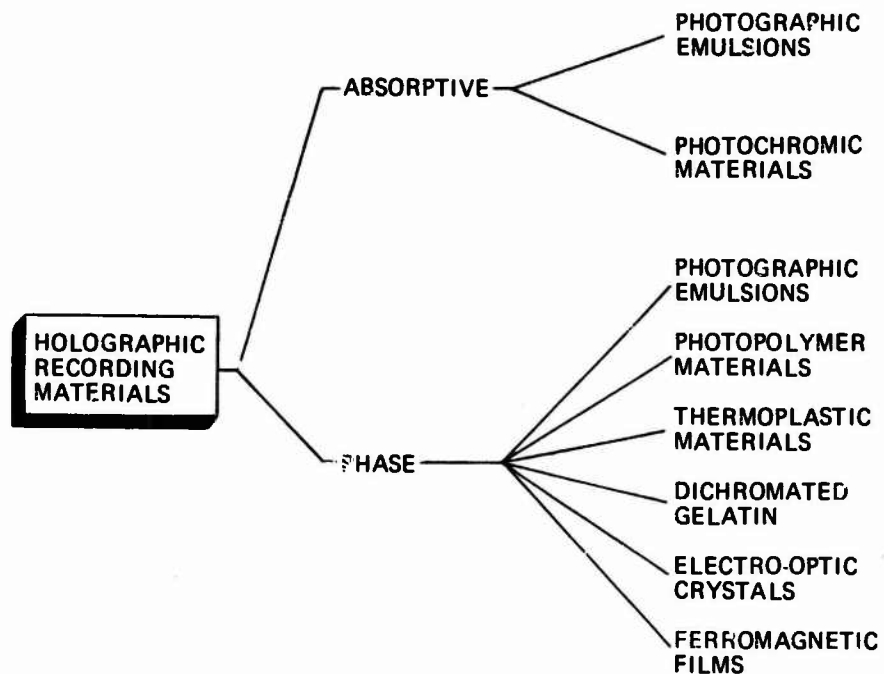 HOLOGRAPHIC
RECORDING
MATERIALS
ABSORPTIVE
PHOTOGRAPHIC
EMULSIONS
PHOTOCHROMIC
MATERIALS
PHASE
PHOTOGRAPHIC
EMULSIONS
PHOTOPOLYMER
MATERIALS
THERMOPLASTIC
MATERIALS
DICHROMATED
GELATIN
ELECTRO-OPTIC
CRYSTALS
FERROMAGNETIC
FILMS